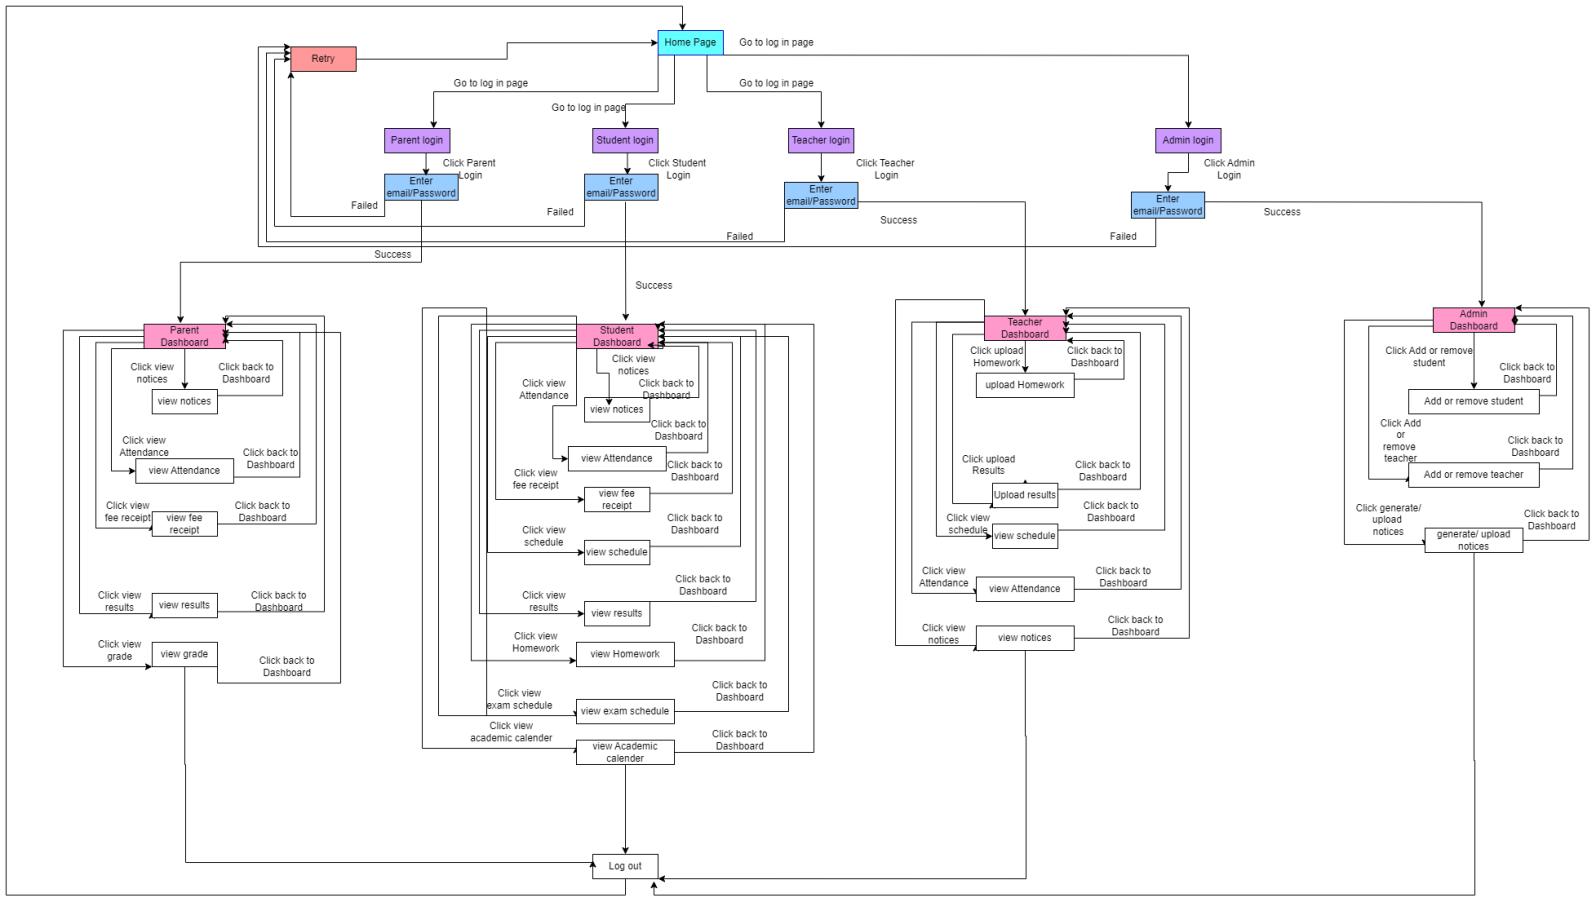 Home Page
Go to log in page
Retry
Go to log in page
Go to log in page
Go to log in page
Parent login
Student login
Teacher login
Admin login
Click Parent
Login
Click Student
Login
Click Teacher
Login
Click Admin
Login
Enter
email/Password
Enter
email/Password
Enter
email/Password
Enter
email/Password
Failed
Failed
Success
Success
Failed
Failed
Success
Success
Parent
Dashboard
Click view
notices
Click back to
Dashboard
view notices
Click view
Attendance
Click back to
Dashboard
view Attendance
Click view
fee receipt
view fee
receipt
Click back to
Dashboard
Click view
results
view results
Click back to
Dashboard
Click view
grade
view grade
Click back to
Dashboard
Student
Dashboard
Click view
notices
Click view
Attendance
Click back to
Dashboard
view notices
Click back to
Dashboard
view Attendance
Click back to
Dashboard
Click view
fee receipt
view fee
receipt
Click back to
Dashboard
Click view
schedule
view schedule
Click back to
Dashboard
Click view
results
view results
Click back to
Dashboard
Click view
Homework
view Homework
Click back to
Dashboard
Click view
exam schedule
view exam schedule
Click view
academic calender
Click back to
Dashboard
view Academic
calender
Teacher
Dashboard
Click upload
Homework
Click back to
Dashboard
upload Homework
Click upload
Results
Click back to
Dashboard
Upload results
Click back to
Dashboard
Click view
schedule
view schedule
Click view
Attendance
Click back to
Dashboard
view Attendance
Click view
notices
Click back to
Dashboard
view notices
Admin
Dashboard
Click Add or remove
student
Click back to
Dashboard
Add or remove student
Click Add
or
remove
teacher
Click back to
Dashboard
Add or remove teacher
Click generate/
upload
notices
Click back to
Dashboard
generate/ upload
notices
Log out